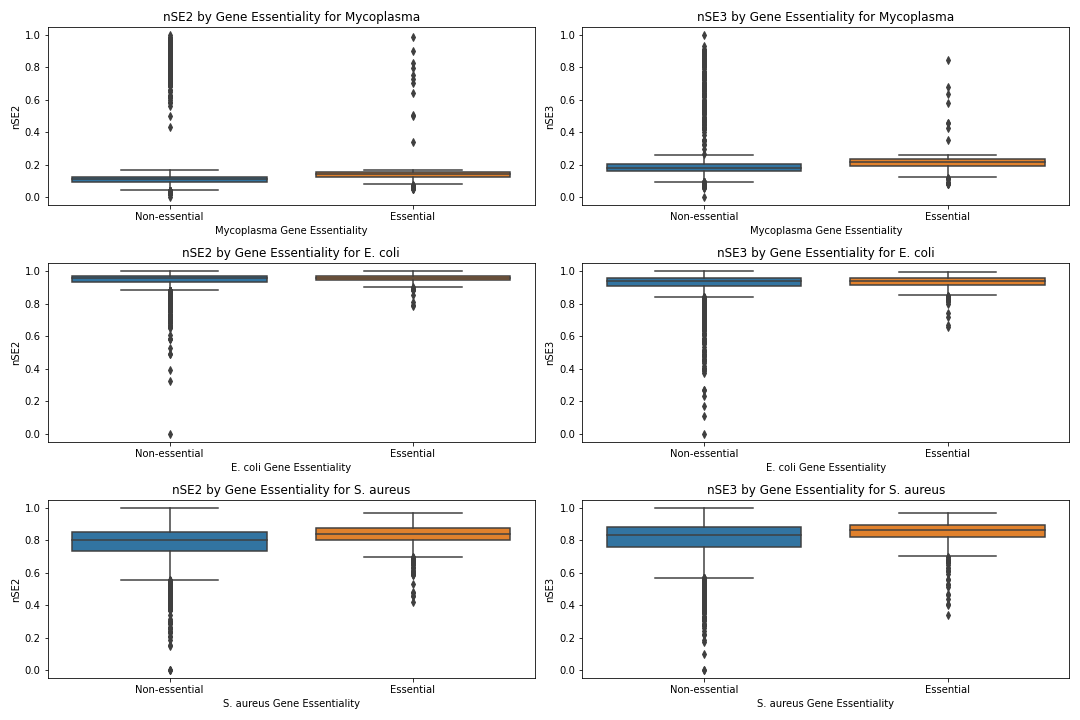 nSE2 by Gene Essentiality for Mycoplasma
nSE2
1.0
0.8
0.6
0.4
0.2
0.0
Non-essential
Essential
Mycoplasma Gene Essentiality
nSE3 by Gene Essentiality for Mycoplasma
nSE3
1.0
0.8
0.6
0.4
0.2
0.0
Non-essential
Essential
Mycoplasma Gene Essentiality
nSE2 by Gene Essentiality for E. coli
nSE2
1.0
0.8
0.6
0.4
0.2
0.0
Non-essential
Essential
E. coli Gene Essentiality
nSE3 by Gene Essentiality for E. coli
nSE3
1.0
0.8
0.6
0.4
0.2
0.0
Non-essential
Essential
E. coli Gene Essentiality
nSE2 by Gene Essentiality for S. aureus
nSE2
1.0
0.8
0.6
0.4
0.2
0.0
Non-essential
Essential
S. aureus Gene Essentiality
nSE3 by Gene Essentiality for S. aureus
nSE3
1.0
0.8
0.6
0.4
0.2
0.0
Non-essential
Essential
S. aureus Gene Essentiality